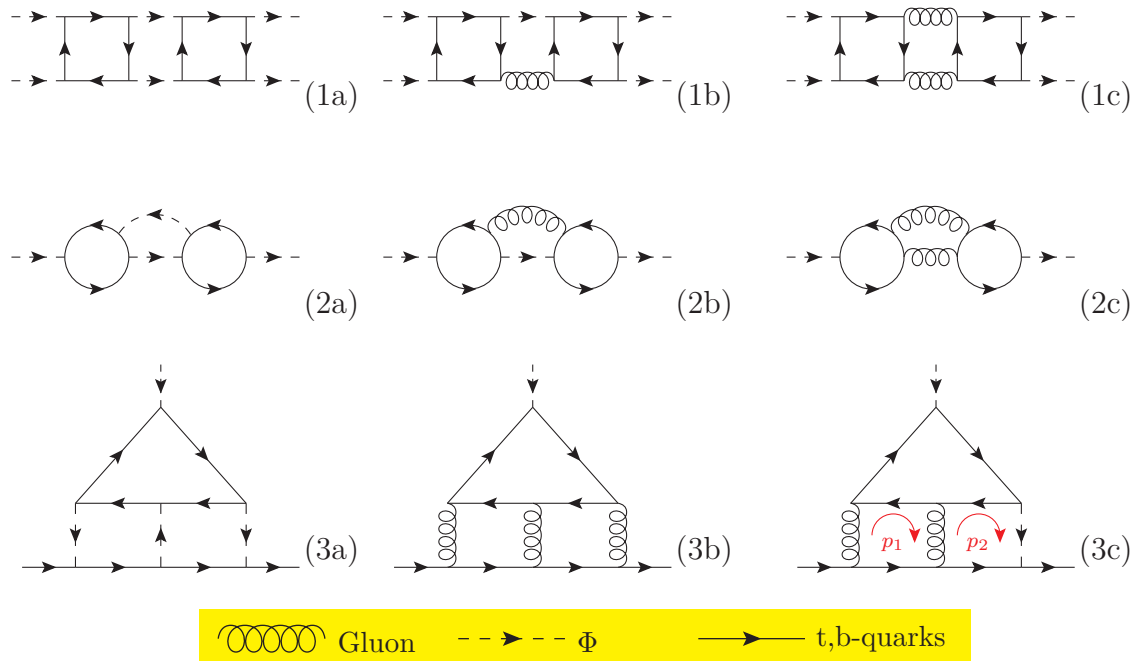 (1a) (1b) (1c)
(2a) (2b) (2c)
(3a) (3b) p₁ p₂ (3c)
Gluon Φ t,b-quarks